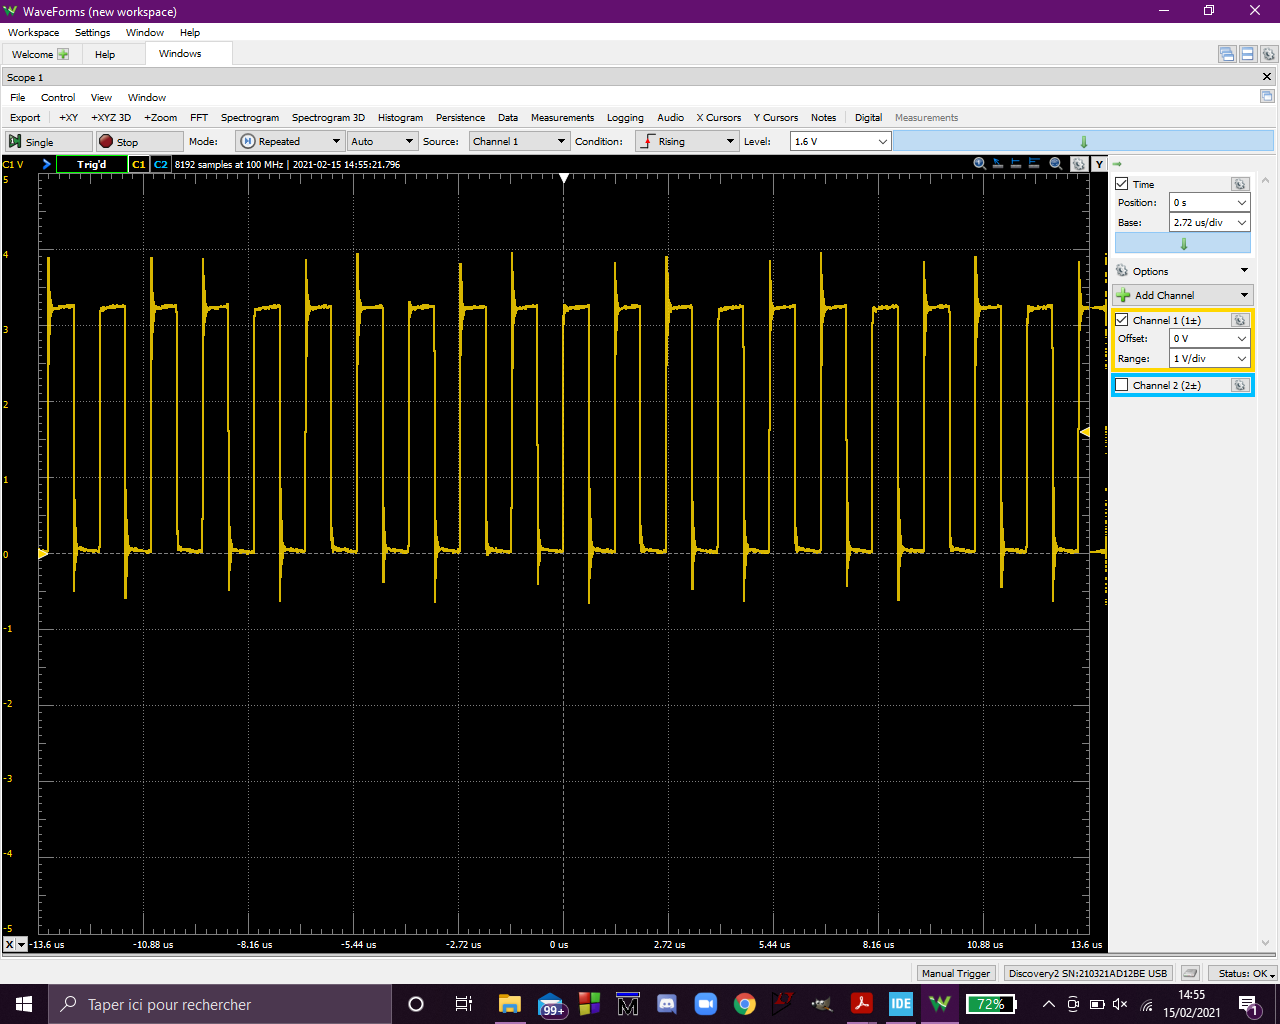 WaveForms (new workspace)
Workspace Settings Window Help
Welcome Help Windows
Scope 1
File Control View Window
Export +XY +XYZ 3D +Zoom FFT Spectrogram Spectrogram 3D Histogram Persistence Data Measurements Logging Audio X Cursors Y Cursors Notes Digital Measurements
Single Stop Mode: Repeated Auto Source: Channel 1 Condition: Rising Level: 1.6 V
C1 V Trig'd C1 C2 8192 samples at 100 MHz | 2021-02-15 14:55:21.796 Y
Time
Position: 0 s
Base: 2.72 us/div
Options
Add Channel
Channel 1 (1±)
Offset: 0 V
Range: 1 V/div
Channel 2 (2±)
5
4
3
2
1
0
-1
-2
-3
-4
-5
X -13.6 us -10.88 us -8.16 us -5.44 us -2.72 us 0 us 2.72 us 5.44 us 8.16 us 10.88 us 13.6 us
Manual Trigger Discovery2 SN:210321AD12BE USB Status: OK
Taper ici pour rechercher 99+ IDE 72% 14:55
15/02/2021 1